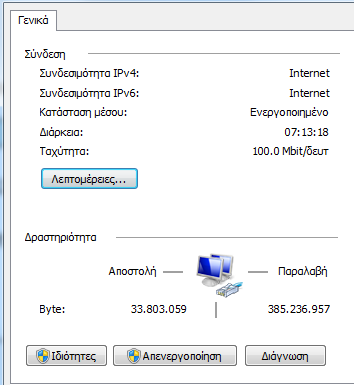 Γενικά
Σύνδεση
Συνδεσιμότητα IPv4: Internet
Συνδεσιμότητα IPv6: Internet
Κατάσταση μέσου: Ενεργοποιημένο
Διάρκεια: 07:13:18
Ταχύτητα: 100.0 Mbit/δευτ
Λεπτομέρειες...
Δραστηριότητα
Αποστολή Παραλαβή
Byte: 33.803.059 385.236.957
Ιδιότητες Απενεργοποίηση Διάγνωση